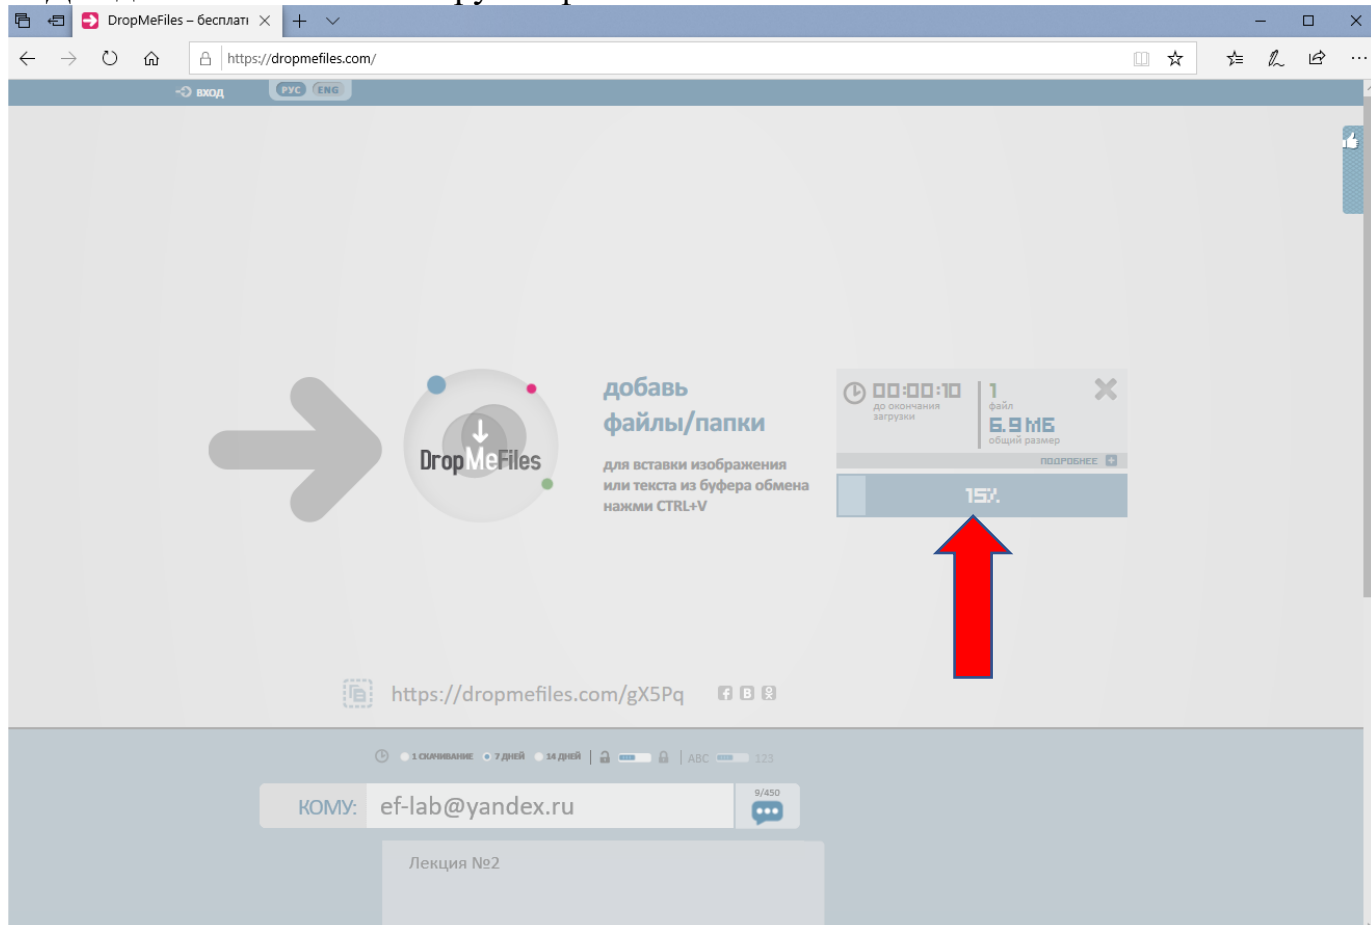 DropMeFiles – бесплатн
https://dropmefiles.com/
вход
РУС ENG
добавь
файлы/папки
для вставки изображения
или текста из буфера обмена
нажми CTRL+V
DropMeFiles
00:00:10
до окончания
загрузки
1
файл
6.9 МБ
общий размер
ПОДРОБНЕЕ
15%
https://dropmefiles.com/gX5Pq
1 СКАЧИВАНИЕ 7 ДНЕЙ 14 ДНЕЙ ABC 123
КОМУ: ef-lab@yandex.ru
9/450
Лекция №2